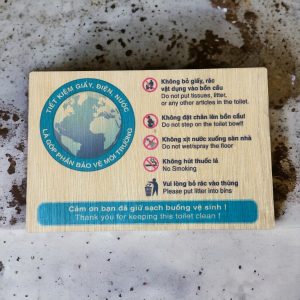 TIẾT KIỆM GIẤY, ĐIỆN, NƯỚC
LÀ GÓP PHẦN BẢO VỆ MÔI TRƯỜNG
Không bỏ giấy, rác
vật dụng vào bồn cầu
Do not put tissues, litter,
or any other articles in the toilet.
Không đặt chân lên bồn cầu!
Do not step on the toilet bowl!
Không xịt nước xuống sàn nhà
Do not wet/spray the floor
Không hút thuốc lá
No Smoking
Vui lòng bỏ rác vào thùng
Please put litter into bins
Cảm ơn bạn đã giữ sạch buồng vệ sinh !
Thank you for keeping this toilet clean !